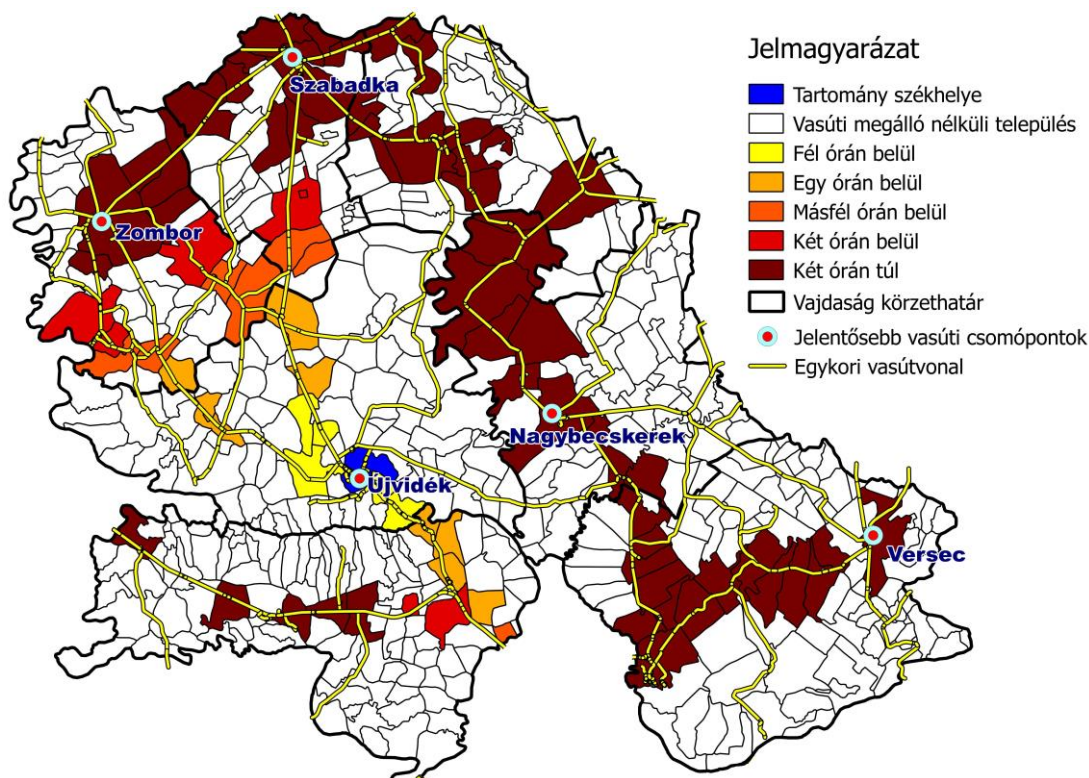 Jelmagyarázat
Tartomány székhelye
Vasúti megálló nélküli település
Fél órán belül
Egy órán belül
Másfél órán belül
Két órán belül
Két órán túl
Vajdaság körzethatár
Jelentősebb vasúti csomópontok
Egykori vasútvonal
Szabadka
Zombor
Nagybecskerek
Újvidék
Versec